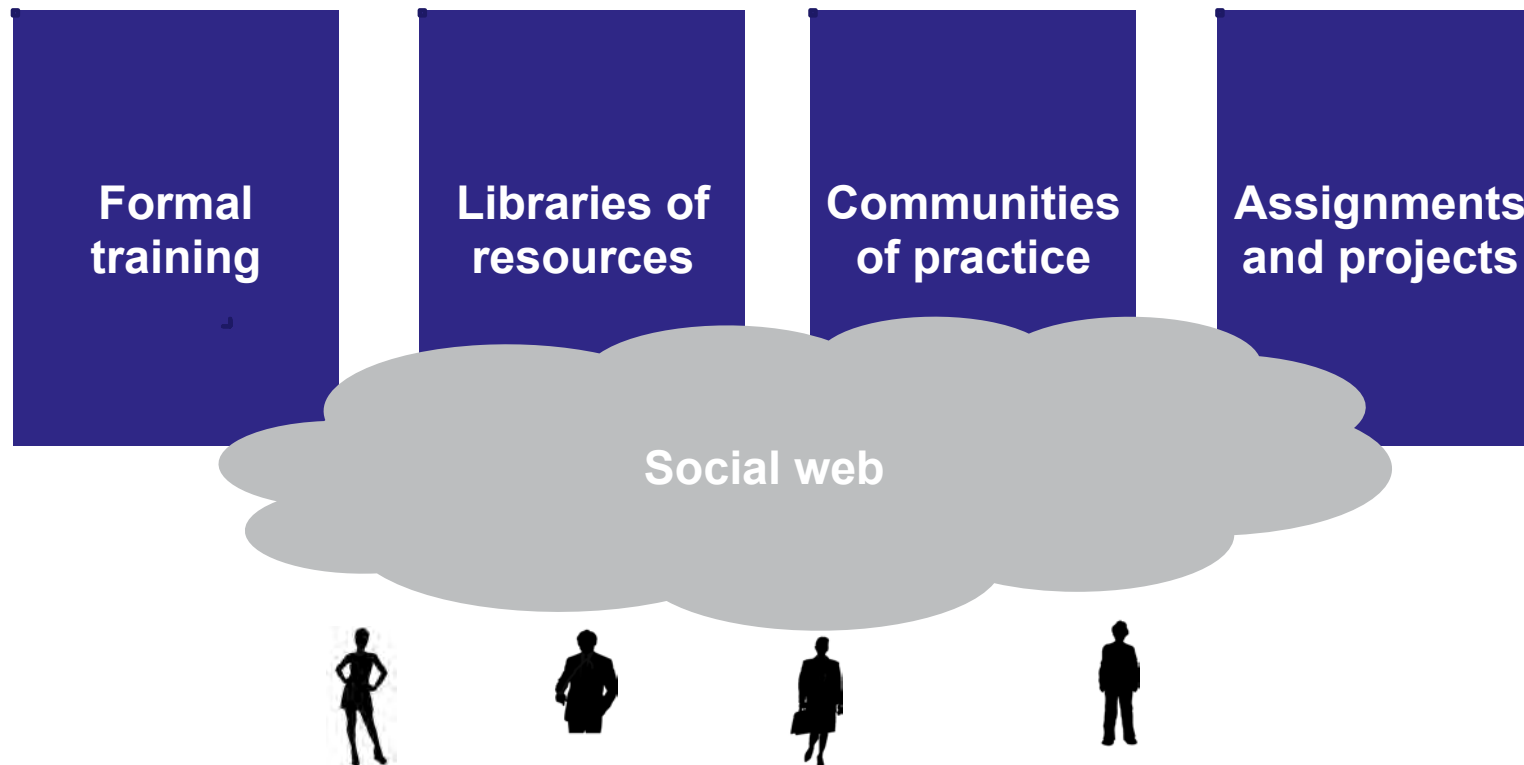 Formal
training
Libraries of
resources
Communities
of practice
Assignments
and projects
Social web